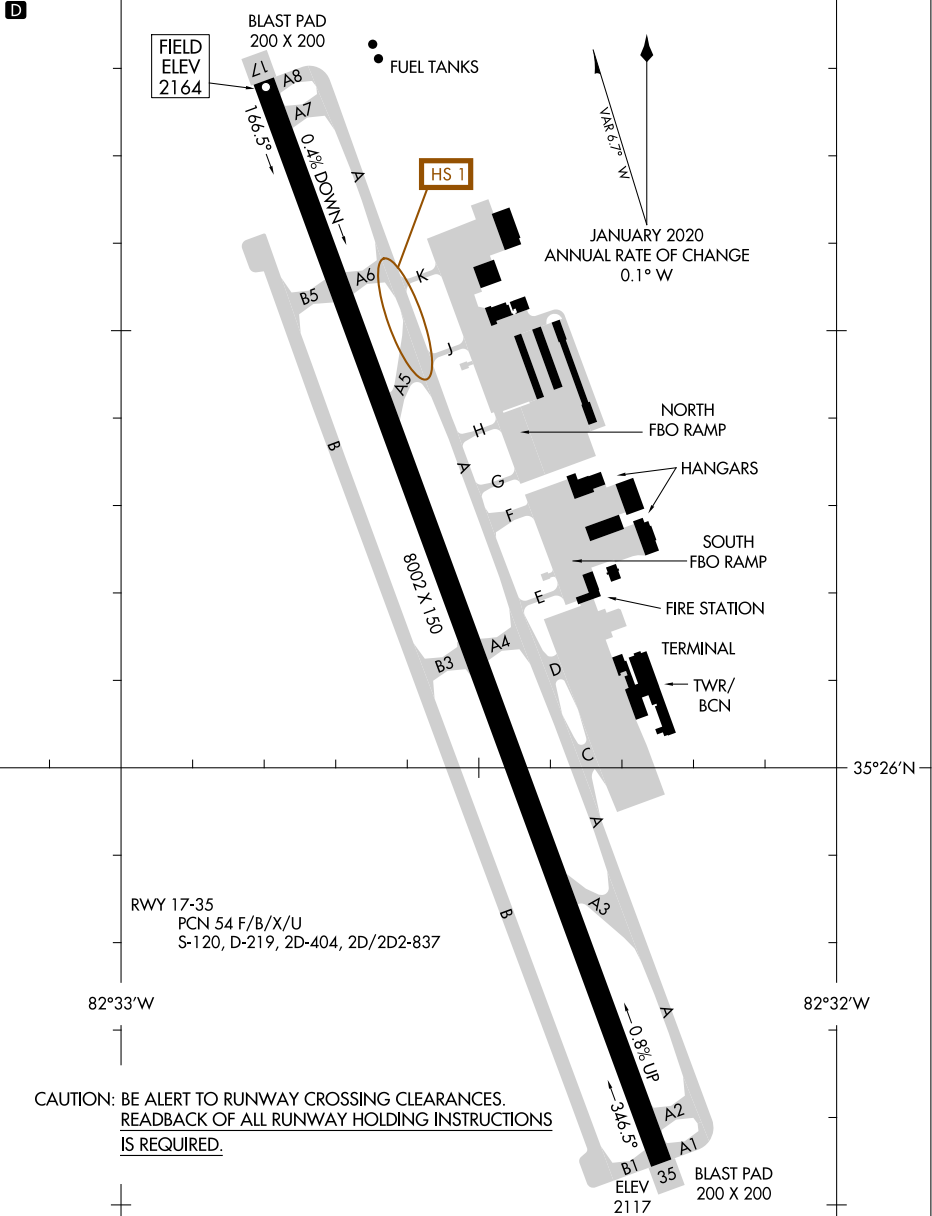 D
BLAST PAD
200 X 200
FIELD
ELEV
2164
17
A8
FUEL TANKS
A7
166.5°
0.4% DOWN
A
VAR 6.7° W
HS 1
JANUARY 2020
ANNUAL RATE OF CHANGE
0.1° W
A6
K
B5
J
A5
NORTH
FBO RAMP
H
B
A
HANGARS
G
F
8002 X 150
SOUTH
FBO RAMP
E
FIRE STATION
A4
TERMINAL
B3
D
TWR/
BCN
C
35°26'N
A
RWY 17-35
PCN 54 F/B/X/U
S-120, D-219, 2D-404, 2D/2D2-837
A3
B
82°33'W
82°32'W
A
0.8% UP
CAUTION: BE ALERT TO RUNWAY CROSSING CLEARANCES.
READBACK OF ALL RUNWAY HOLDING INSTRUCTIONS
IS REQUIRED.
346.5°
A2
A1
B1
35
BLAST PAD
200 X 200
ELEV
2117